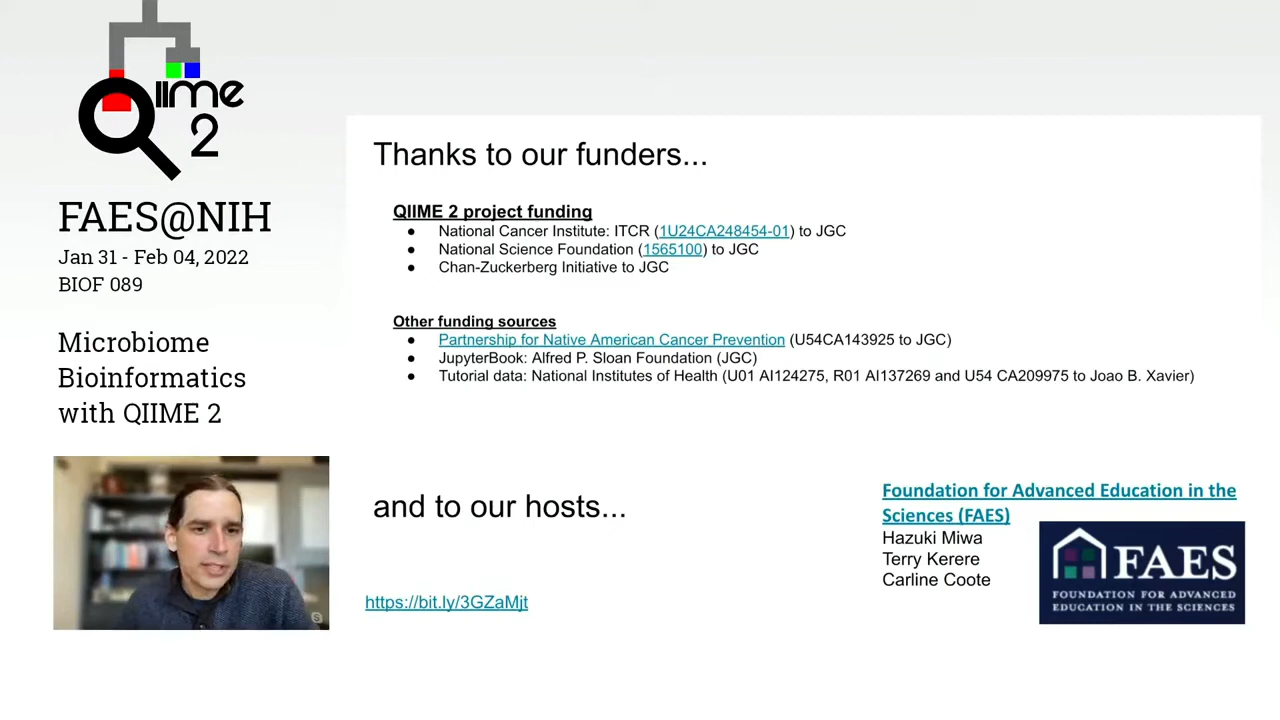 QIIME
2
FAES@NIH
Jan 31 - Feb 04, 2022
BIOF 089
Microbiome
Bioinformatics
with QIIME 2
Thanks to our funders...
QIIME 2 project funding
● National Cancer Institute: ITCR (1U24CA248454-01) to JGC
● National Science Foundation (1565100) to JGC
● Chan-Zuckerberg Initiative to JGC
Other funding sources
● Partnership for Native American Cancer Prevention (U54CA143925 to JGC)
● JupyterBook: Alfred P. Sloan Foundation (JGC)
● Tutorial data: National Institutes of Health (U01 AI124275, R01 AI137269 and U54 CA209975 to Joao B. Xavier)
and to our hosts...
https://bit.ly/3GZaMjt
Foundation for Advanced Education in the
Sciences (FAES)
Hazuki Miwa
Terry Kerere
Carline Coote
FAES
FOUNDATION FOR ADVANCED
EDUCATION IN THE SCIENCES